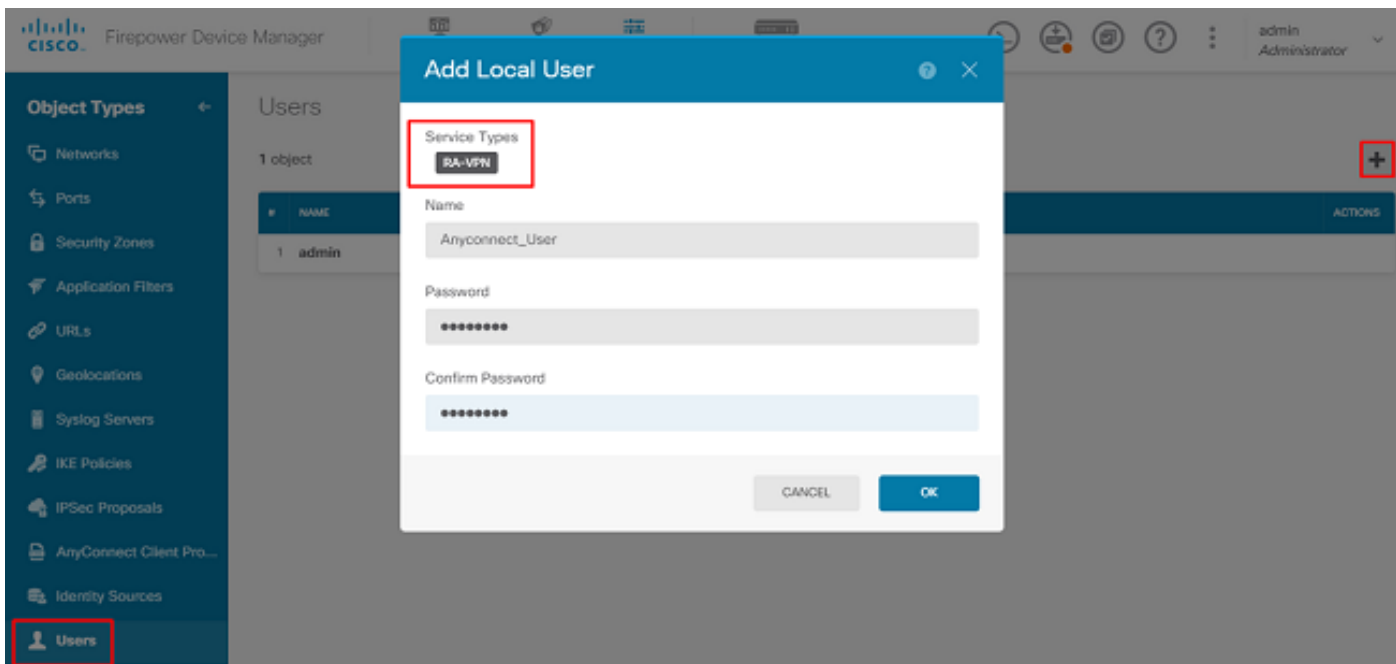 CISCO
Firepower Device Manager
admin
Administrator
Object Types
Networks
Ports
Security Zones
Application Filters
URLs
Geolocations
Syslog Servers
IKE Policies
IPSec Proposals
AnyConnect Client Pro...
Identity Sources
Users
Users
1 object
# NAME
ACTIONS
1 admin
Add Local User
Service Types
RA-VPN
Name
Anyconnect_User
Password
••••••••
Confirm Password
••••••••
CANCEL
OK